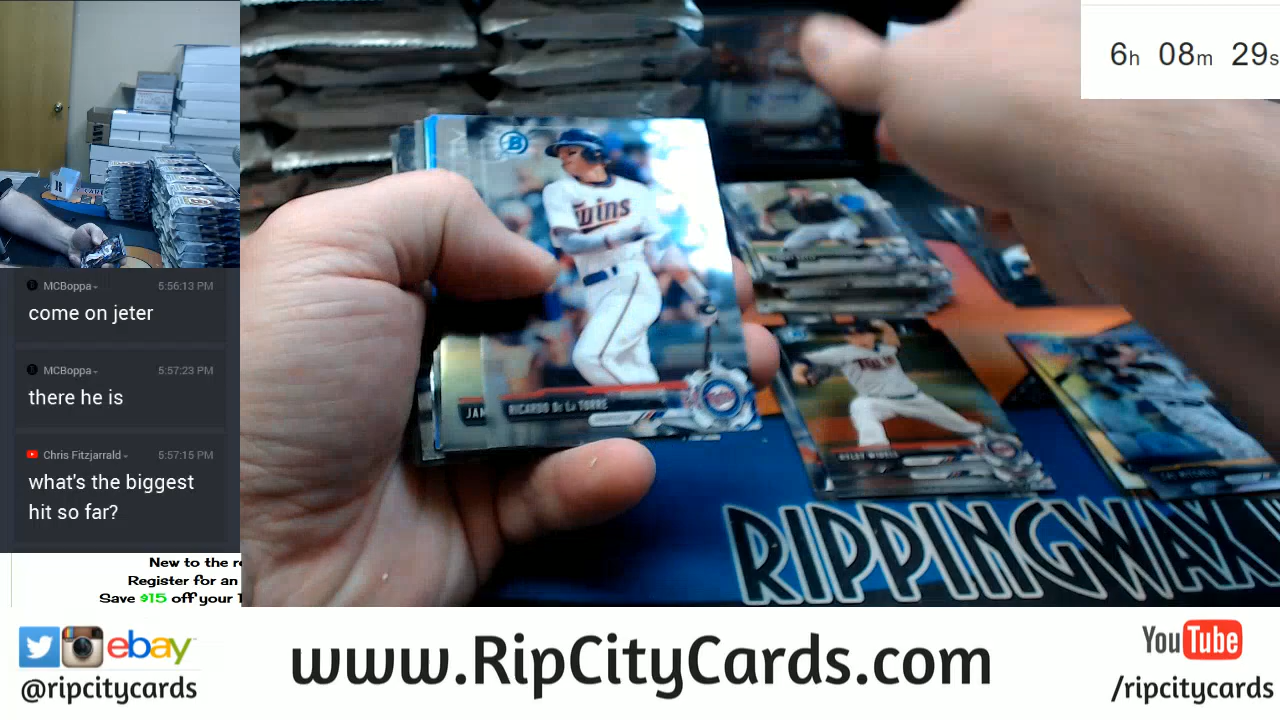 6h 08m 29s
B
TWINS
JAM
RICARDO DE LA TORRE
MCBoppa
5:56:13 PM
come on jeter
MCBoppa
5:57:23 PM
there he is
Chris Fitzjarrald
5:57:15 PM
what's the biggest
hit so far?
New to the r
Register for an
Save $15 off your
RIPPINGWAX
ebay
@ripcitycards
www.RipCityCards.com
YouTube
/ripcitycards